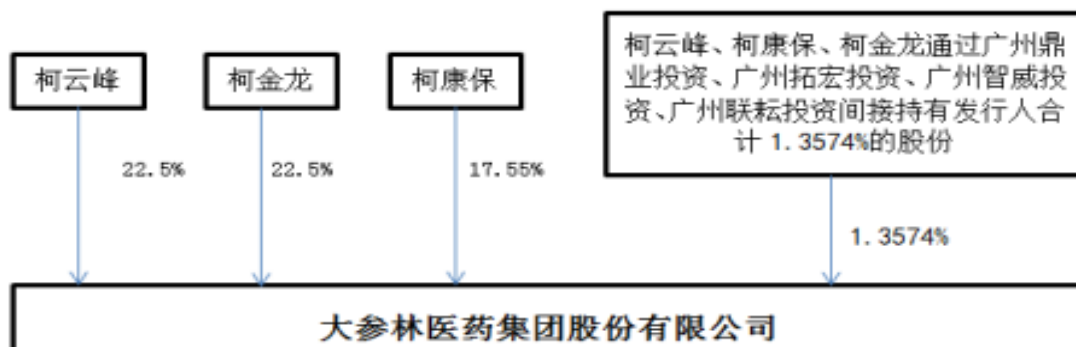 柯云峰
柯金龙
柯康保
柯云峰、柯康保、柯金龙通过广州鼎
业投资、广州拓宏投资、广州智威投
资、广州联耘投资间接持有发行人合
计 1.3574%的股份
22.5%
22.5%
17.55%
1.3574%
大参林医药集团股份有限公司